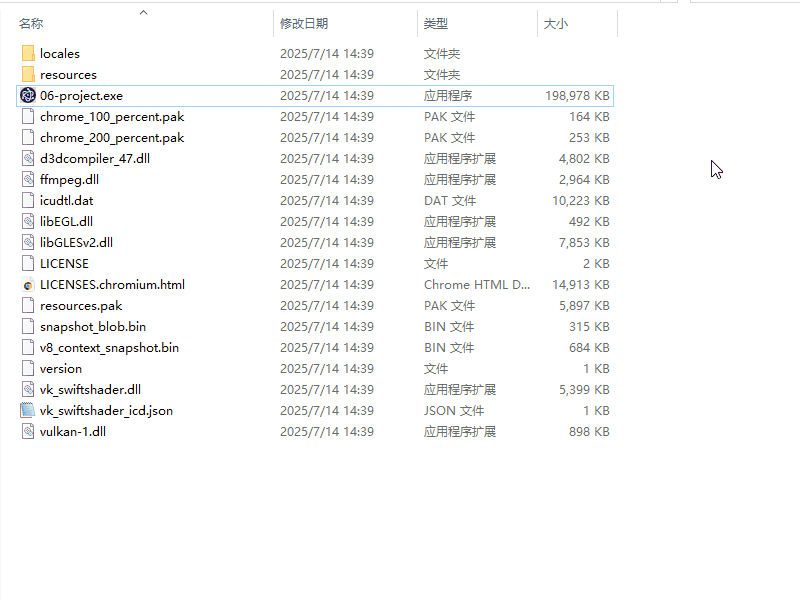 名称 修改日期 类型 大小
locales 2025/7/14 14:39 文件夹
resources 2025/7/14 14:39 文件夹
06-project.exe 2025/7/14 14:39 应用程序 198,978 KB
chrome_100_percent.pak 2025/7/14 14:39 PAK 文件 164 KB
chrome_200_percent.pak 2025/7/14 14:39 PAK 文件 253 KB
d3dcompiler_47.dll 2025/7/14 14:39 应用程序扩展 4,802 KB
ffmpeg.dll 2025/7/14 14:39 应用程序扩展 2,964 KB
icudtl.dat 2025/7/14 14:39 DAT 文件 10,223 KB
libEGL.dll 2025/7/14 14:39 应用程序扩展 492 KB
libGLESv2.dll 2025/7/14 14:39 应用程序扩展 7,853 KB
LICENSE 2025/7/14 14:39 文件 2 KB
LICENSES.chromium.html 2025/7/14 14:39 Chrome HTML D... 14,913 KB
resources.pak 2025/7/14 14:39 PAK 文件 5,897 KB
snapshot_blob.bin 2025/7/14 14:39 BIN 文件 315 KB
v8_context_snapshot.bin 2025/7/14 14:39 BIN 文件 684 KB
version 2025/7/14 14:39 文件 1 KB
vk_swiftshader.dll 2025/7/14 14:39 应用程序扩展 5,399 KB
vk_swiftshader_icd.json 2025/7/14 14:39 JSON 文件 1 KB
vulkan-1.dll 2025/7/14 14:39 应用程序扩展 898 KB